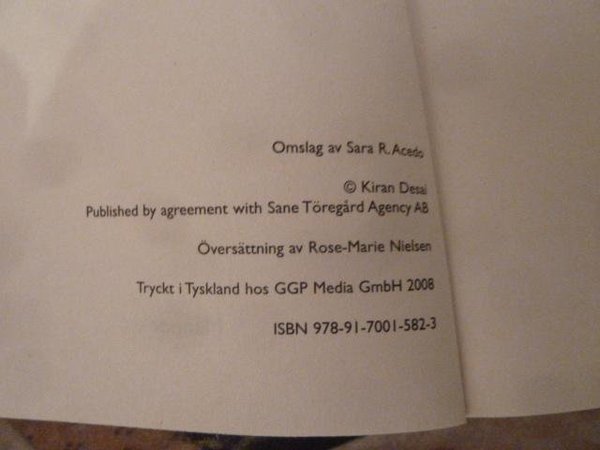 Omslag av Sara R. Acedo
© Kiran Desai
Published by agreement with Sane Töregård Agency AB
Översättning av Rose-Marie Nielsen
Tryckt i Tyskland hos GGP Media GmbH 2008
ISBN 978-91-7001-582-3